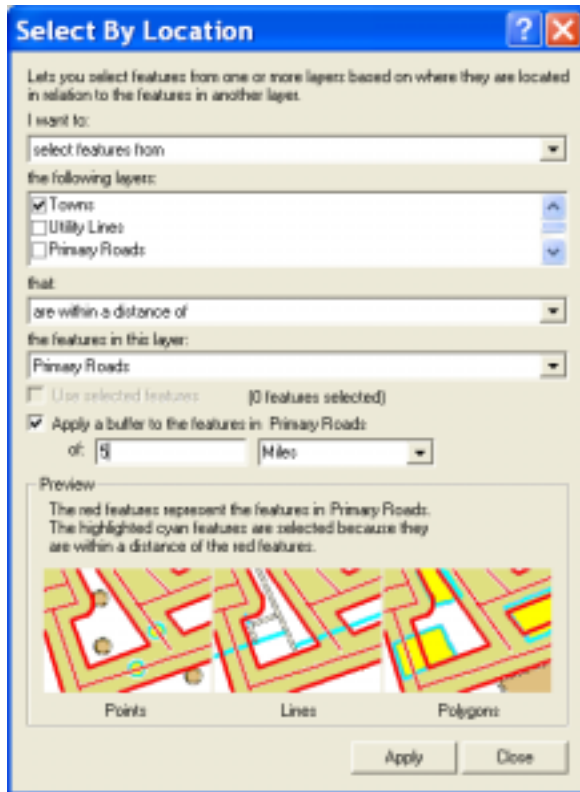 Select By Location
?
Lets you select features from one or more layers based on where they are located
in relation to the features in another layer.
I want to:
select features from
the following layers:
Towns
Utility Lines
Primary Roads
that
are within a distance of
the features in this layer:
Primary Roads
Use selected features (0 features selected)
Apply a buffer to the features in Primary Roads
of: 5 Miles
Preview
The red features represent the features in Primary Roads.
The highlighted cyan features are selected because they
are within a distance of the red features.
Points Lines Polygons
Apply Close